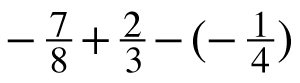 − 7/8 + 2/3 − (− 1/4)